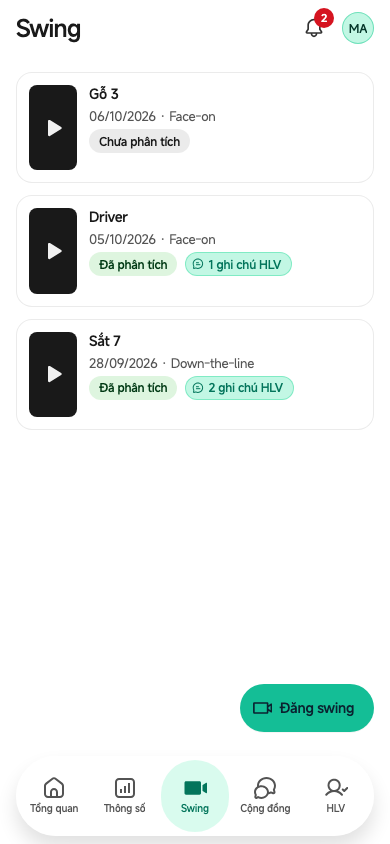 Swing
2
MA
Gỗ 3
06/10/2026 · Face-on
Chưa phân tích
Driver
05/10/2026 · Face-on
Đã phân tích
1 ghi chú HLV
Sắt 7
28/09/2026 · Down-the-line
Đã phân tích
2 ghi chú HLV
Đăng swing
Tổng quan
Thông số
Swing
Cộng đồng
HLV